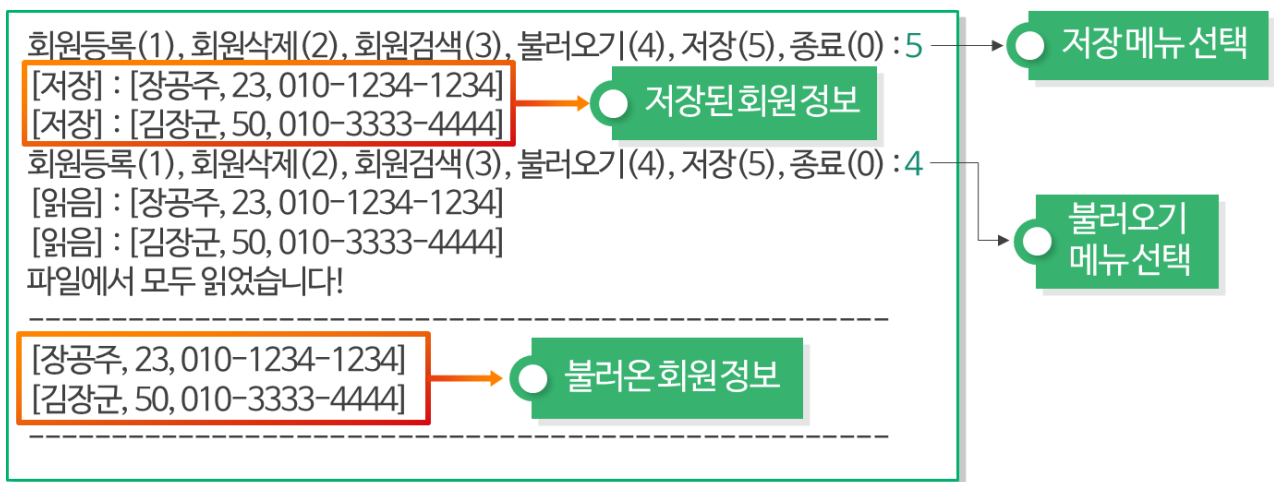 회원등록(1), 회원삭제(2), 회원검색(3), 불러오기(4), 저장(5), 종료(0) : 5
저장 메뉴 선택
[저장] : [장공주, 23, 010-1234-1234]
[저장] : [김장군, 50, 010-3333-4444]
저장된 회원 정보
회원등록(1), 회원삭제(2), 회원검색(3), 불러오기(4), 저장(5), 종료(0) : 4
불러오기
메뉴 선택
[읽음] : [장공주, 23, 010-1234-1234]
[읽음] : [김장군, 50, 010-3333-4444]
파일에서 모두 읽었습니다!
----------------------------------------------------
[장공주, 23, 010-1234-1234]
[김장군, 50, 010-3333-4444]
불러온 회원 정보
----------------------------------------------------